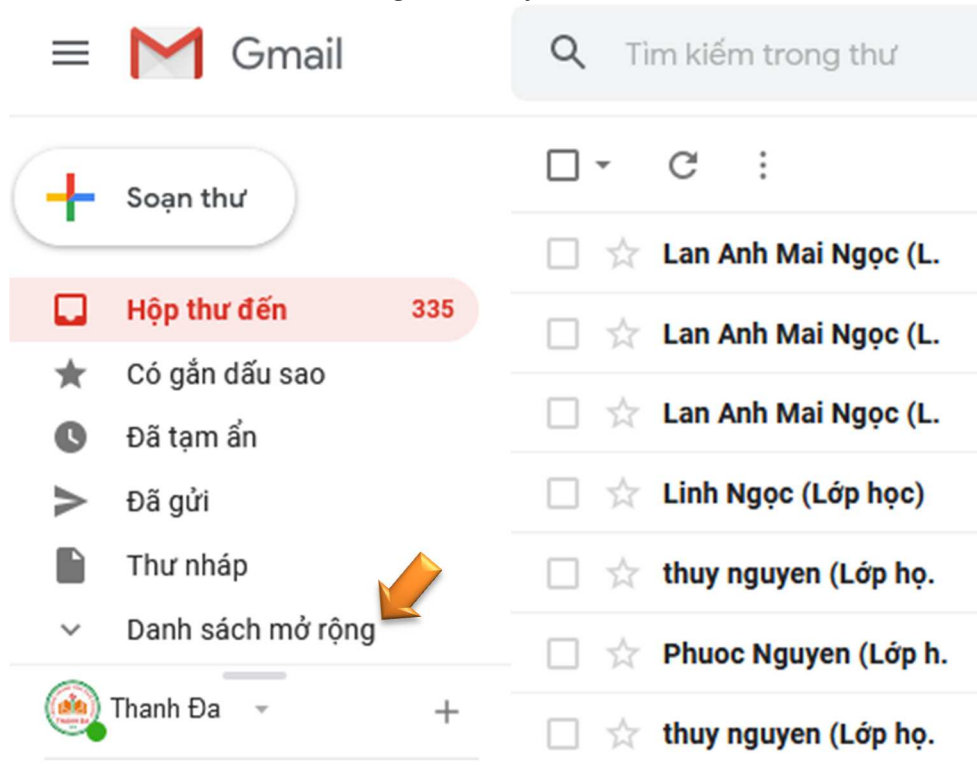 Gmail
Tìm kiếm trong thư
Soạn thư
Hộp thư đến 335
Có gắn dấu sao
Đã tạm ẩn
Đã gửi
Thư nháp
Danh sách mở rộng
Thanh Đa
Lan Anh Mai Ngọc (L.
Lan Anh Mai Ngọc (L.
Lan Anh Mai Ngọc (L.
Linh Ngọc (Lớp học)
thuy nguyen (Lớp họ.
Phuoc Nguyen (Lớp h.
thuy nguyen (Lớp họ.